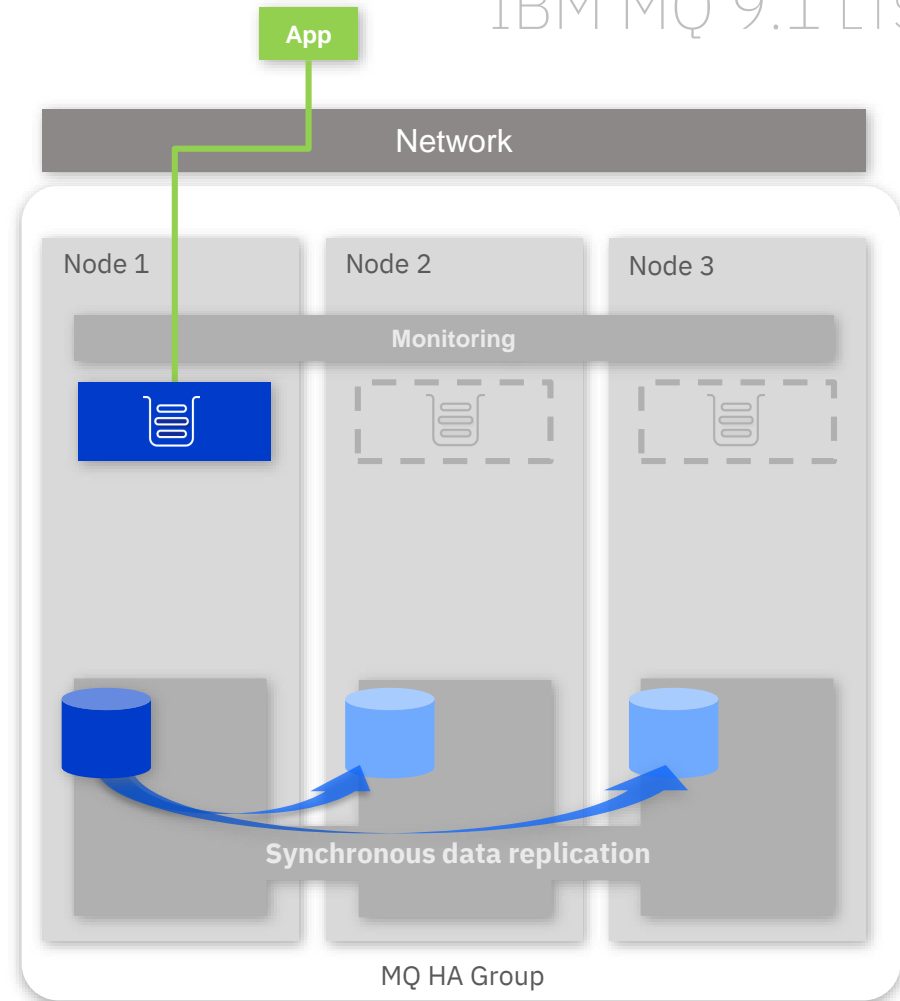 IBM MQ 9.1 LTS
App
Network
Node 1
Node 2
Node 3
Monitoring
Synchronous data replication
MQ HA Group